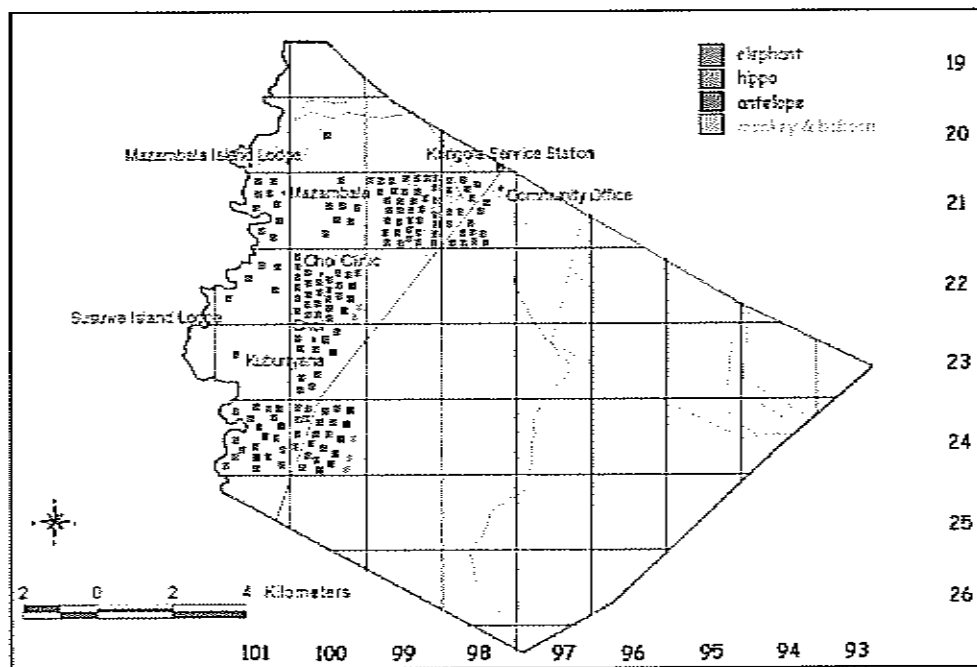 elephant
hippo
antelope
monkey & baboon
19
20
Mazambala Island Lodge
Kongola Service Station
Mazambala
Community Office
21
Choi Clinic
22
Susuwe Island Lodge
Kubunyana
23
24
25
2 0 2 4 Kilometers
26
101 100 99 98 97 96 95 94 93